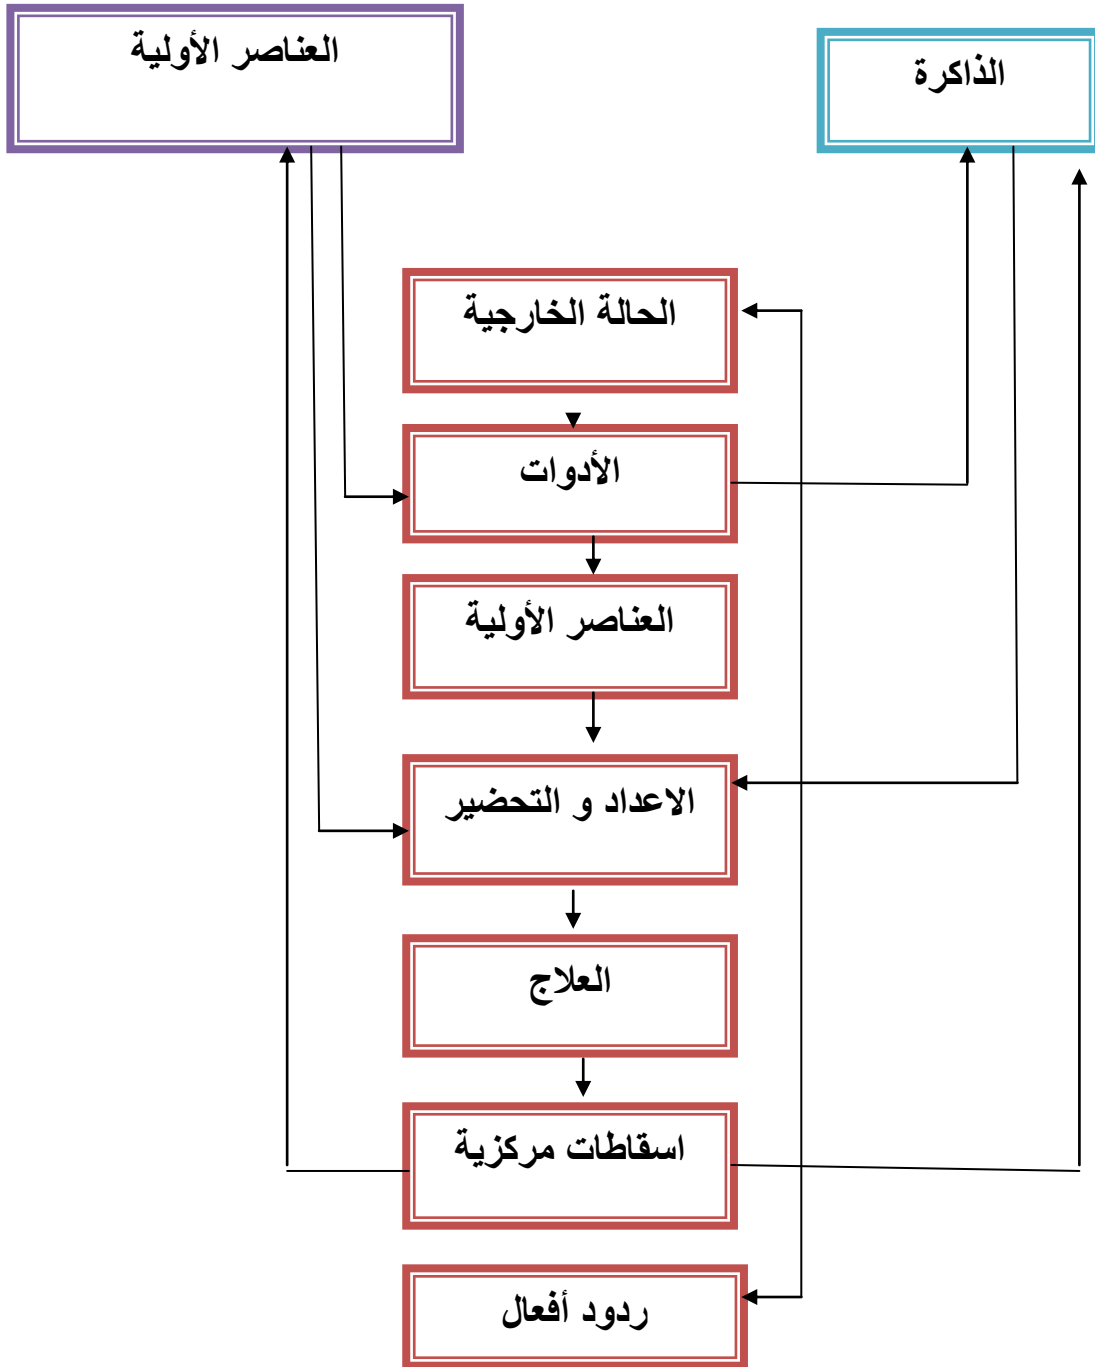 العناصر الأولية
الذاكرة
الحالة الخارجية
الأدوات
العناصر الأولية
الاعداد و التحضير
العلاج
اسقاطات مركزية
ردود أفعال